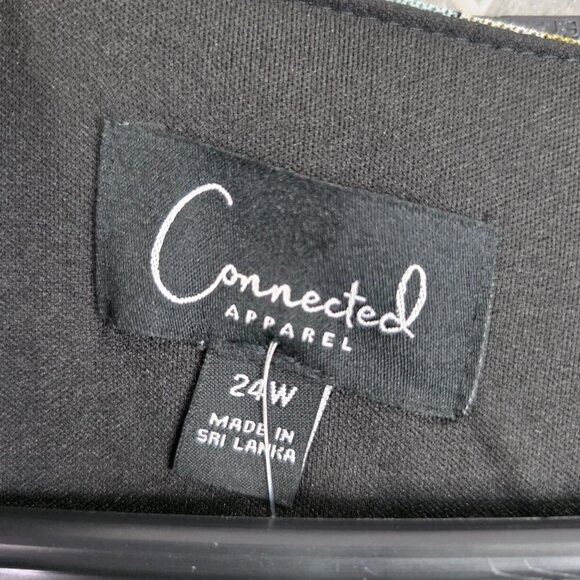 Connected
APPAREL
24W
MADE IN
SRI LANKA